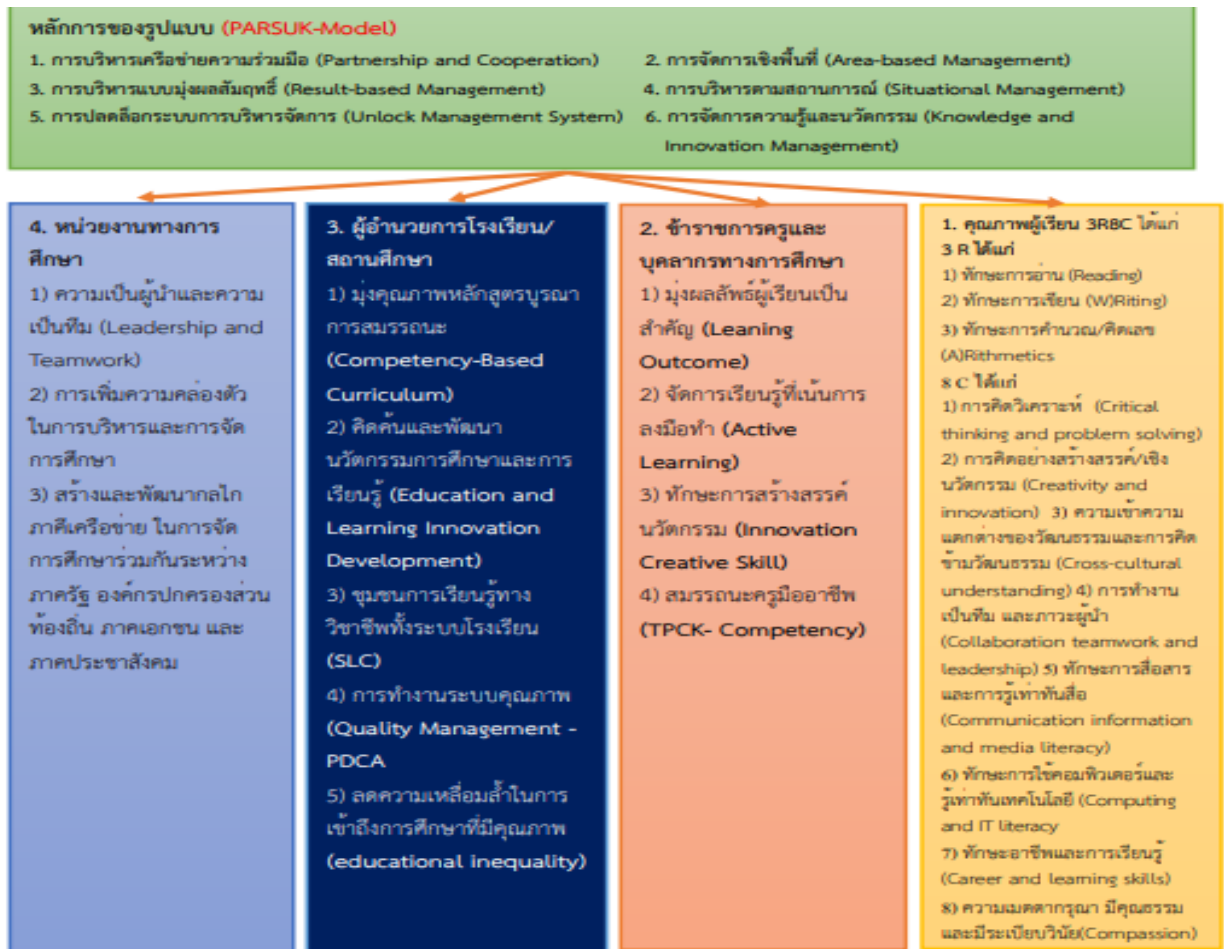 หลักการของรูปแบบ (PARSUK-Model)
1. การบริหารเครือข่ายความร่วมมือ (Partnership and Cooperation)
2. การจัดการเชิงพื้นที่ (Area-based Management)
3. การบริหารแบบมุ่งผลสัมฤทธิ์ (Result-based Management)
4. การบริหารตามสถานการณ์ (Situational Management)
5. การปลดล็อกระบบการบริหารจัดการ (Unlock Management System)
6. การจัดการความรู้และนวัตกรรม (Knowledge and
Innovation Management)
4. หน่วยงานทางการ
ศึกษา
1) ความเป็นผู้นำและความ
เป็นทีม (Leadership and
Teamwork)
2) การเพิ่มความคล่องตัว
ในการบริหารและการจัด
การศึกษา
3) สร้างและพัฒนากลไก
ภาคีเครือข่าย ในการจัด
การศึกษาร่วมกันระหว่าง
ภาครัฐ องค์กรปกครองส่วน
ท้องถิ่น ภาคเอกชน และ
ภาคประชาสังคม
3. ผู้อำนวยการโรงเรียน/
สถานศึกษา
1) มุ่งคุณภาพหลักสูตรบูรณา
การสมรรถนะ
(Competency-Based
Curriculum)
2) คิดค้นและพัฒนา
นวัตกรรมการศึกษาและการ
เรียนรู้ (Education and
Learning Innovation
Development)
3) ชุมชนการเรียนรู้ทาง
วิชาชีพทั้งระบบโรงเรียน
(SLC)
4) การทำงานระบบคุณภาพ
(Quality Management -
PDCA
5) ลดความเหลื่อมล้ำในการ
เข้าถึงการศึกษาที่มีคุณภาพ
(educational inequality)
2. ข้าราชการครูและ
บุคลากรทางการศึกษา
1) มุ่งผลลัพธ์ผู้เรียนเป็น
สำคัญ (Leaning
Outcome)
2) จัดการเรียนรู้ที่เน้นการ
ลงมือทำ (Active
Learning)
3) ทักษะการสร้างสรรค์
นวัตกรรม (Innovation
Creative Skill)
4) สมรรถนะครูมืออาชีพ
(TPCK- Competency)
1. คุณภาพผู้เรียน 3R8C ได้แก่
3 R ได้แก่
1) ทักษะการอ่าน (Reading)
2) ทักษะการเขียน (W)Riting)
3) ทักษะการคำนวณ/คิดเลข
(A)Rithmetics
8 C ได้แก่
1) การคิดวิเคราะห์ (Critical
thinking and problem solving)
2) การคิดอย่างสร้างสรรค์/เชิง
นวัตกรรม (Creativity and
innovation) 3) ความเข้าความ
แตกต่างของวัฒนธรรมและการคิด
ข้ามวัฒนธรรม (Cross-cultural
understanding) 4) การทำงาน
เป็นทีม และภาวะผู้นำ
(Collaboration teamwork and
leadership) 5) ทักษะการสื่อสาร
และการรู้เท่าทันสื่อ
(Communication information
and media literacy)
6) ทักษะการใช้คอมพิวเตอร์และ
รู้เท่าทันเทคโนโลยี (Computing
and IT literacy
7) ทักษะอาชีพและการเรียนรู้
(Career and learning skills)
8) ความเมตตากรุณา มีคุณธรรม
และมีระเบียบวินัย(Compassion)